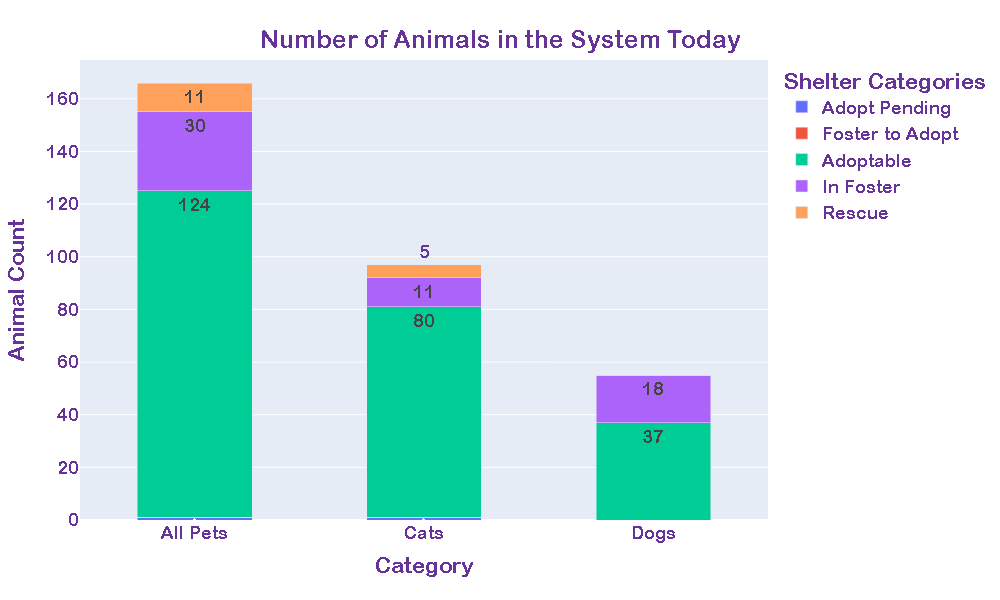 Number of Animals in the System Today
Shelter Categories
Adopt Pending
Foster to Adopt
Adoptable
In Foster
Rescue
Animal Count
160
140
120
100
80
60
40
20
0
11
30
124
5
11
80
18
37
All Pets
Cats
Dogs
Category